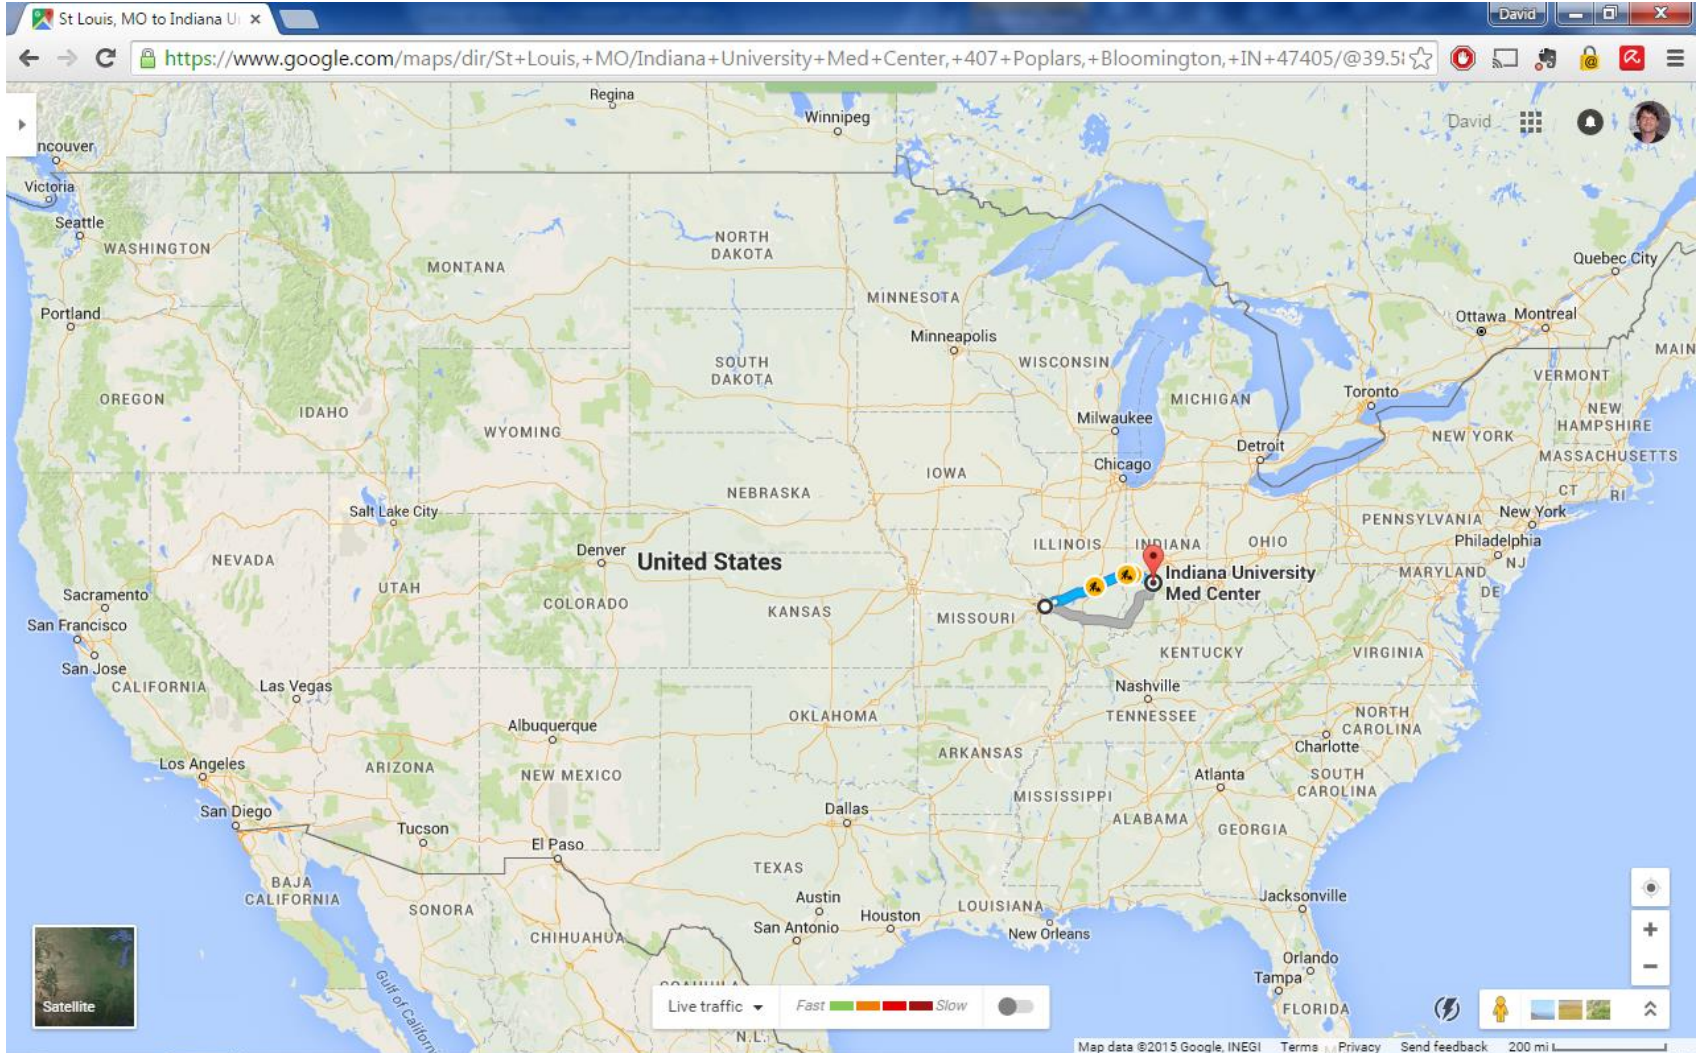 St Louis, MO to Indiana U
David
https://www.google.com/maps/dir/St+Louis,+MO/Indiana+University+Med+Center,+407+Poplars,+Bloomington,+IN+47405/@39.5
Regina
Winnipeg
David
ncouver
Victoria
Seattle
WASHINGTON
MONTANA
NORTH
DAKOTA
Quebec City
MINNESOTA
Portland
Ottawa
Montreal
Minneapolis
WISCONSIN
MAIN
SOUTH
DAKOTA
VERMONT
OREGON
IDAHO
MICHIGAN
Toronto
NEW
HAMPSHIRE
Milwaukee
WYOMING
Detroit
NEW YORK
MASSACHUSETTS
Chicago
IOWA
NEBRASKA
CT
RI
Salt Lake City
PENNSYLVANIA
New York
NEVADA
Denver
United States
ILLINOIS
INDIANA
OHIO
Philadelphia
NJ
Indiana University
Med Center
MARYLAND
DE
UTAH
Sacramento
COLORADO
KANSAS
MISSOURI
San Francisco
San Jose
KENTUCKY
VIRGINIA
CALIFORNIA
Las Vegas
Nashville
TENNESSEE
OKLAHOMA
NORTH
CAROLINA
Albuquerque
Charlotte
ARKANSAS
Los Angeles
ARIZONA
NEW MEXICO
Atlanta
SOUTH
CAROLINA
MISSISSIPPI
San Diego
Dallas
ALABAMA
GEORGIA
Tucson
El Paso
TEXAS
BAJA
CALIFORNIA
SONORA
Austin
Houston
LOUISIANA
Jacksonville
San Antonio
New Orleans
CHIHUAHUA
Orlando
Tampa
FLORIDA
Gulf of California
COAHUILA
N.L.
Satellite
Live traffic
Fast
Slow
Map data ©2015 Google, INEGI
Terms
Privacy
Send feedback
200 mi